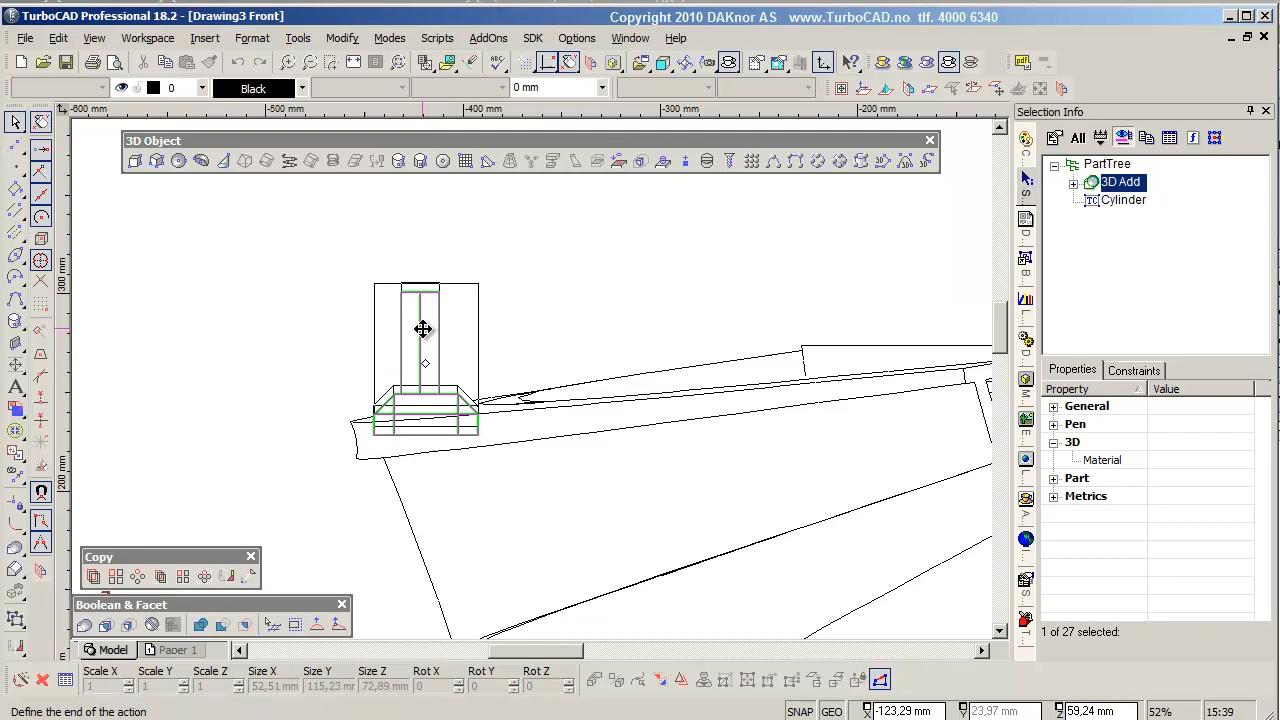 TurboCAD Professional 18.2 - [Drawing3 Front]
Copyright 2010 DAKnor AS www.TurboCAD.no tlf. 4000 6340
File Edit View Workspace Insert Format Tools Modify Modes Scripts AddOns SDK Options Window Help
0 Black 0 mm
-600 mm -500 mm -400 mm -300 mm -200 mm
Selection Info
3D Object
All
PartTree
3D Add
Cylinder
300 mm
200 mm
Properties Constraints
Property Value
General
Pen
3D
Material
Part
Metrics
Copy
Boolean & Facet
1 of 27 selected:
Model Paper 1
Scale X Scale Y Scale Z Size X Size Y Size Z Rot X Rot Y Rot Z
1 1 1 52,51 mm 115,23 mm 72,89 mm 0 0 0
Define the end of the action
SNAP GEO X -123,29 mm Y 23,97 mm Z 59,24 mm 52% 15:39